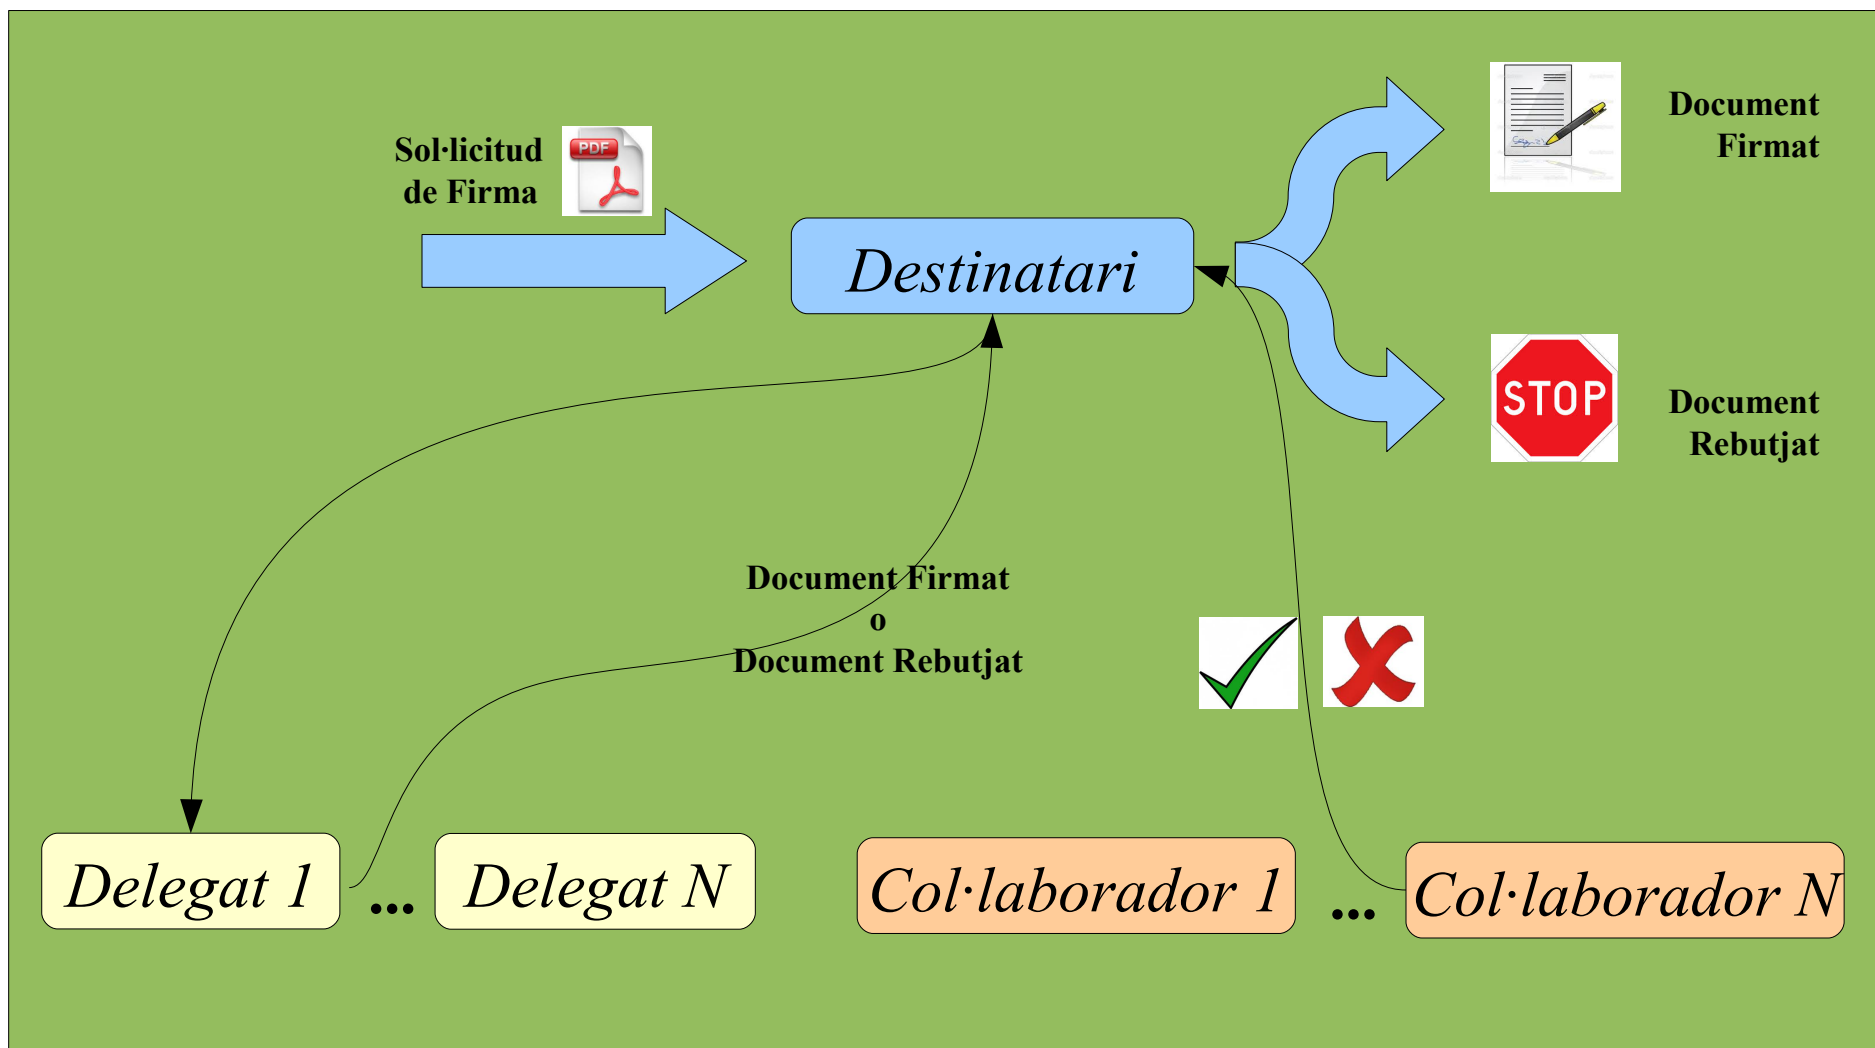 Sol·licitud
de Firma
PDF
Document
Firmat
Destinatari
STOP
Document
Rebutjat
Document Firmat
o
Document Rebutjat
Delegat 1
...
Delegat N
Col·laborador 1
...
Col·laborador N